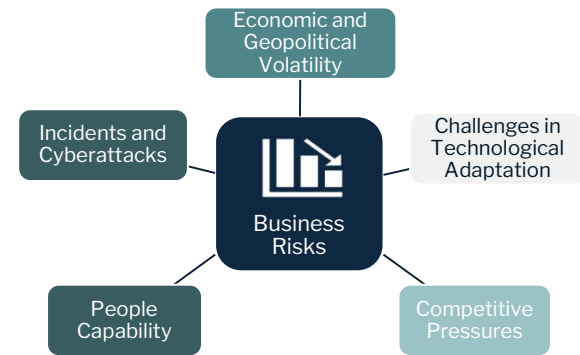 Economic and
Geopolitical
Volatility
Incidents and
Cyberattacks
Challenges in
Technological
Adaptation
Business
Risks
People
Capability
Competitive
Pressures